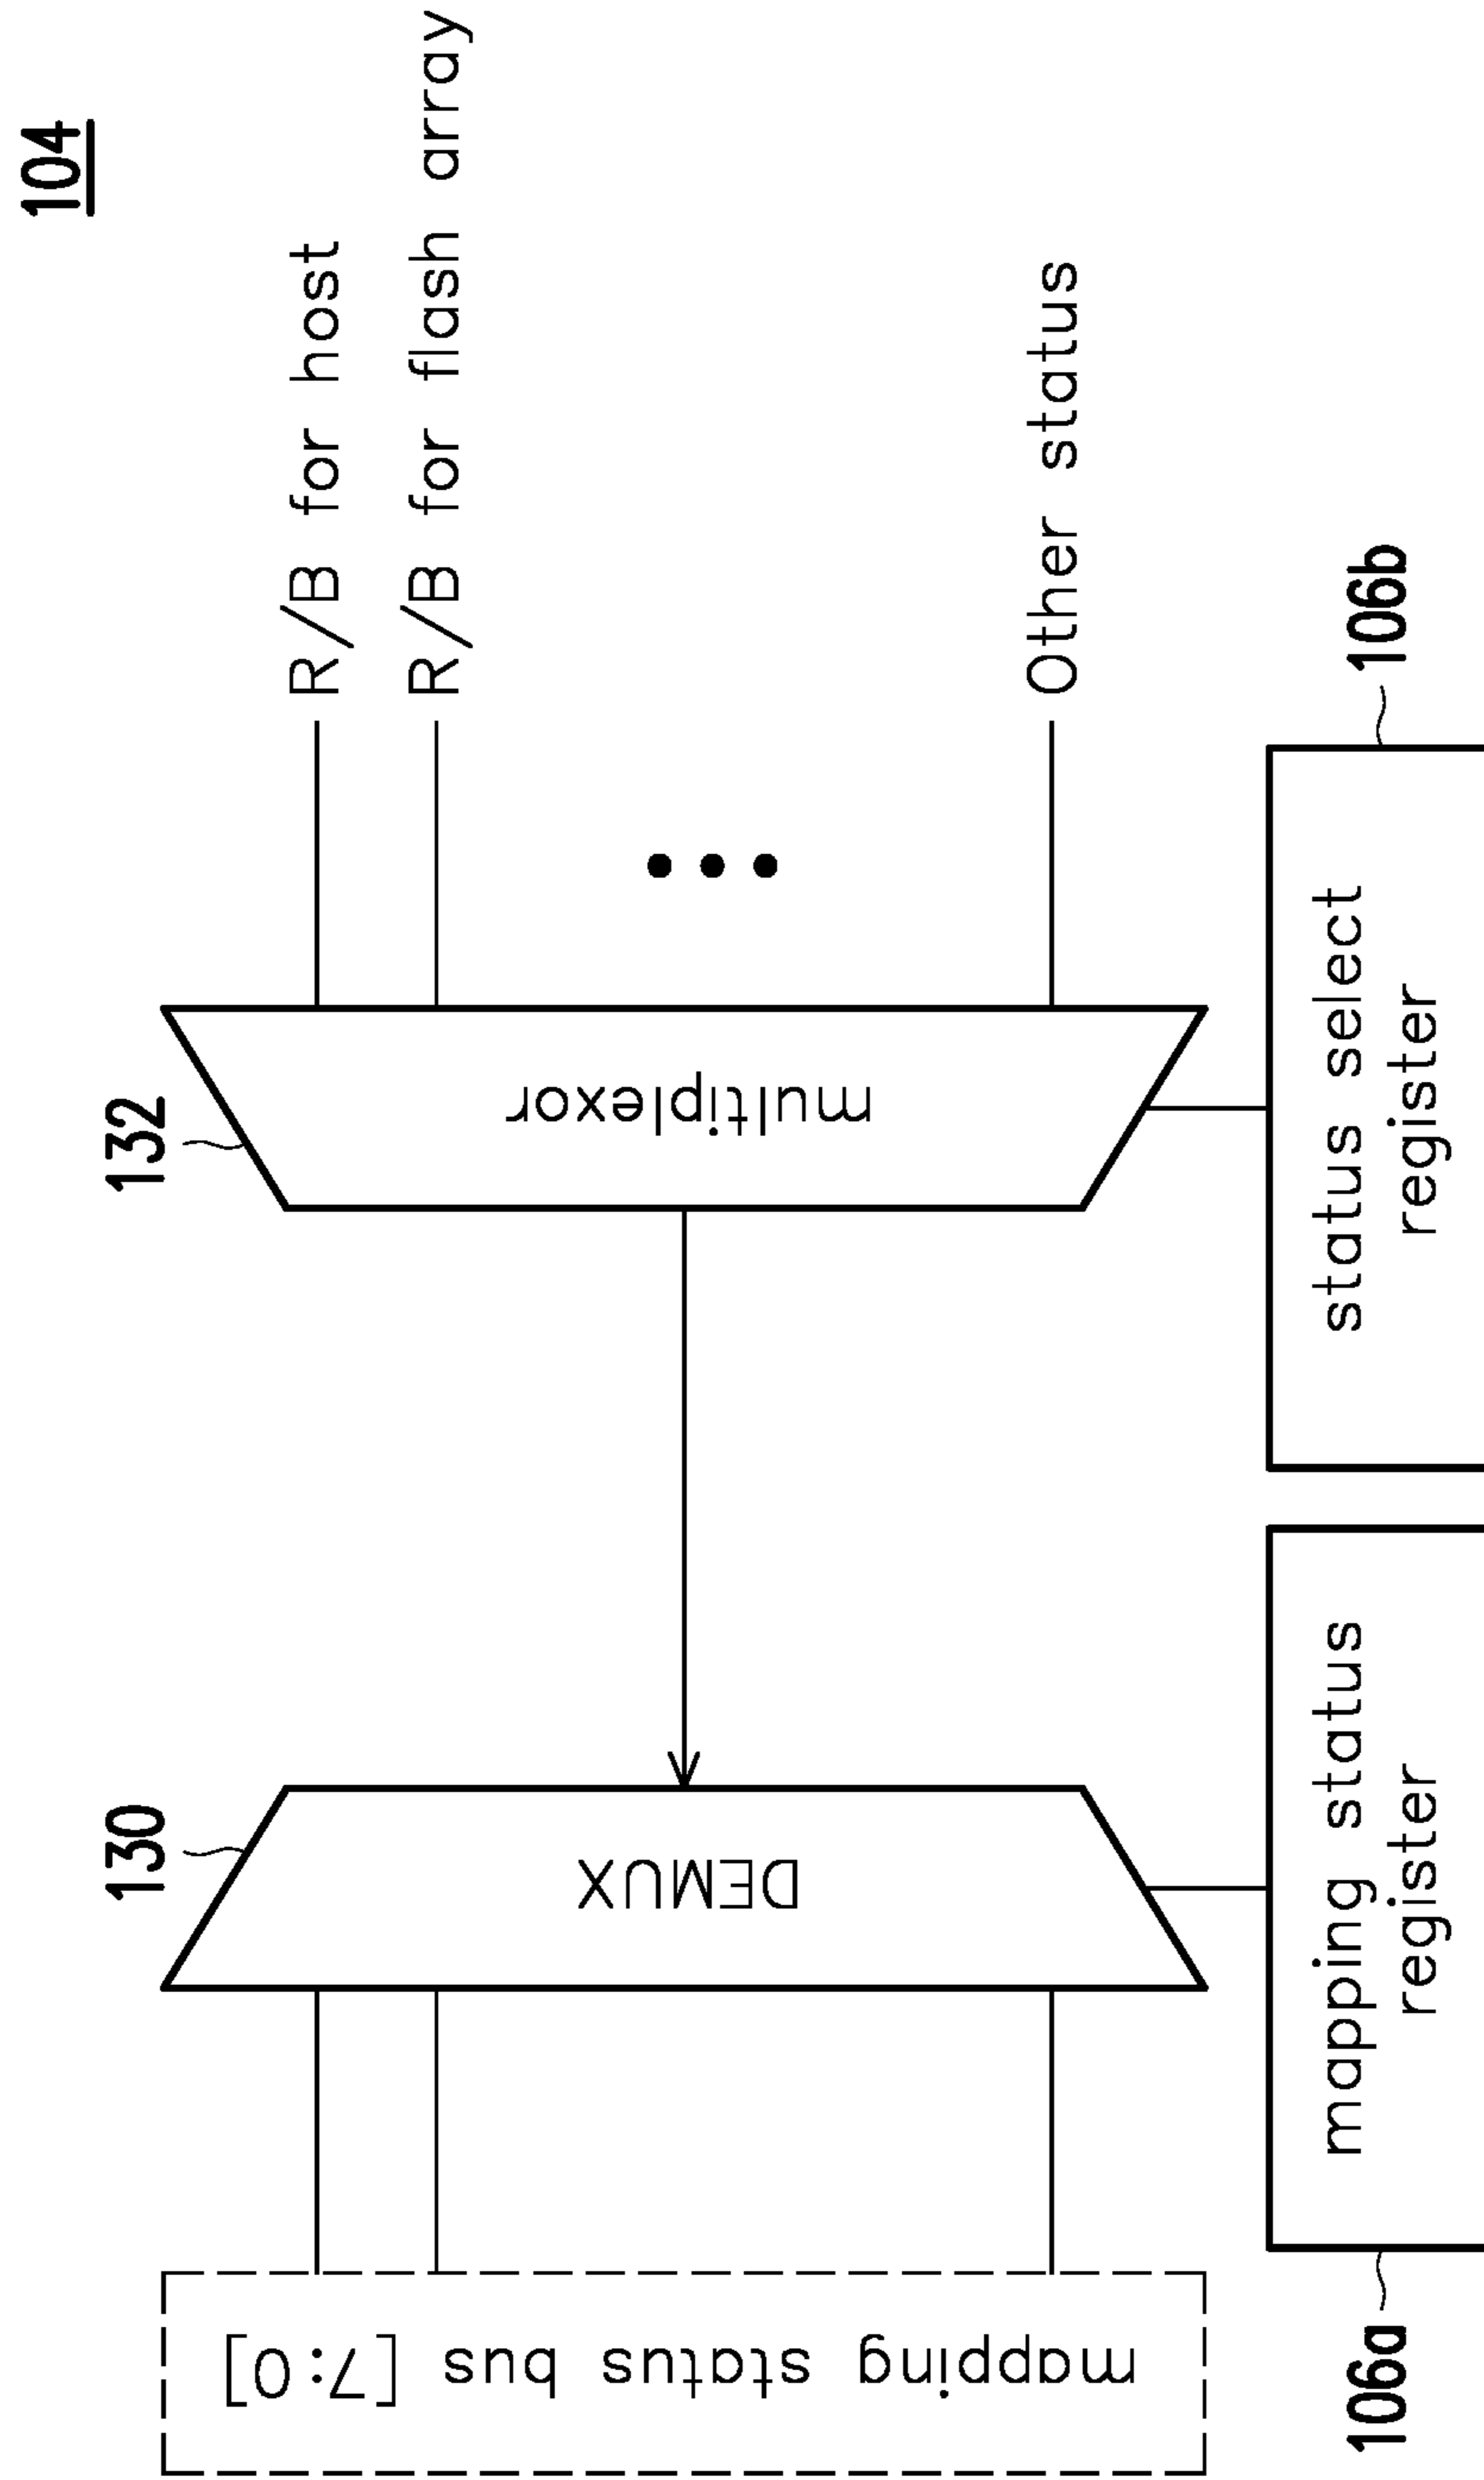 104
R/B for host
R/B for flash array
Other status
132
multiplexor
130
DEMUX
mapping status bus [7:0]
mapping status
register
106a
status select
register
106b